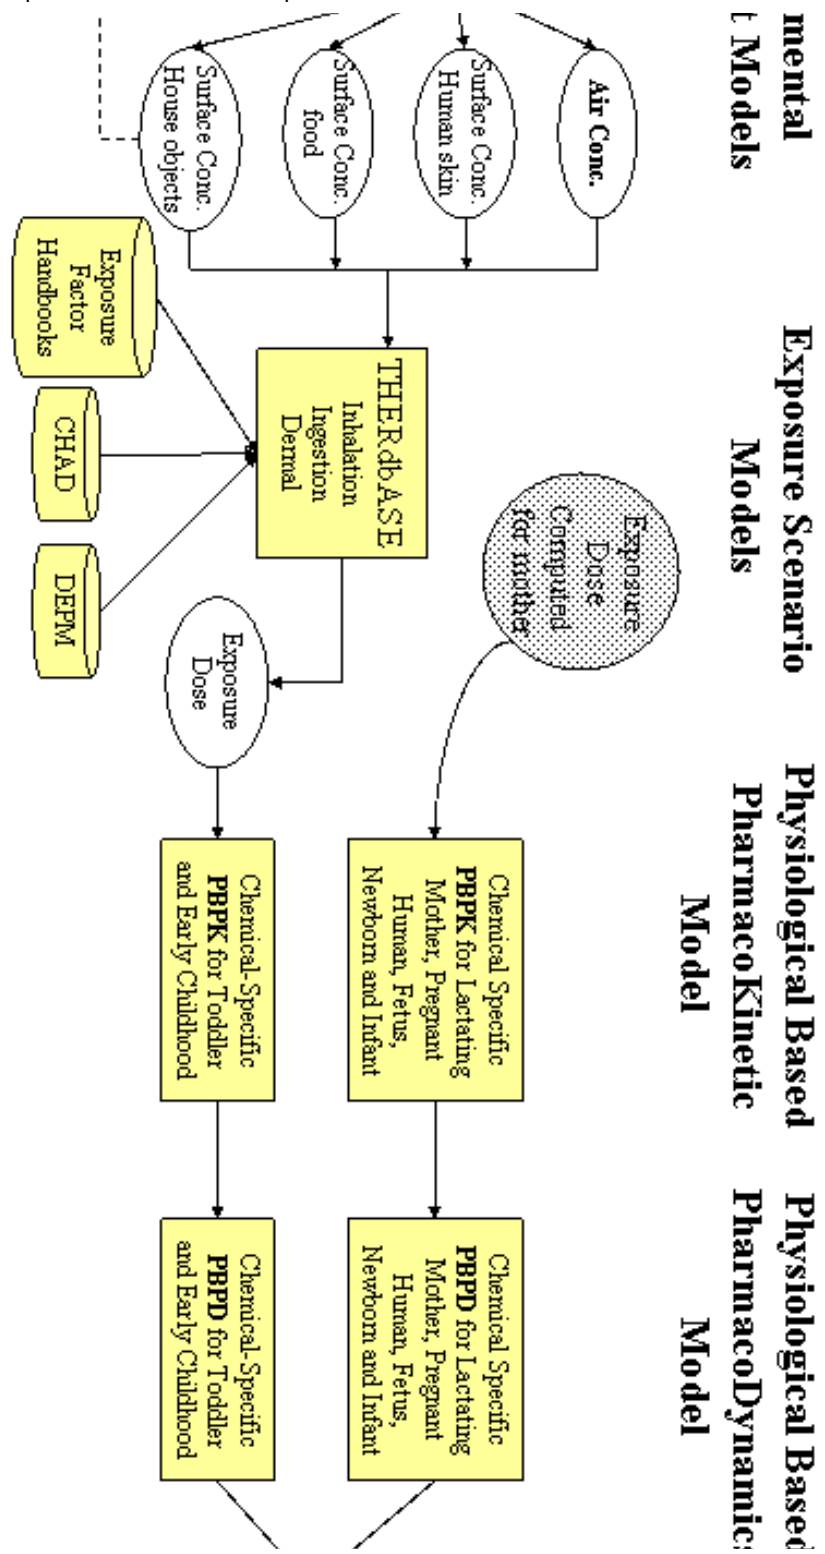 mental
t Models
Exposure Scenario
Models
Physiological Based
PharmacoKinetic
Model
Physiological Based
PharmacoDynamics
Model
Air Conc.
Surface Conc.
Human skin
Surface Conc.
food
Surface Conc.
House objects
THERdbASE
Inhalation
Ingestion
Dermal
Exposure
Factor
Handbooks
CHAD
DEPM
Exposure
Dose
Computed
for mother
Exposure
Dose
Chemical Specific
PBPK for Lactating
Mother, Pregnant
Human, Fetus,
Newborn and Infant
Chemical-Specific
PBPK for Toddler
and Early Childhood
Chemical Specific
PBPD for Lactating
Mother, Pregnant
Human, Fetus,
Newborn and Infant
Chemical-Specific
PBPD for Toddler
and Early Childhood